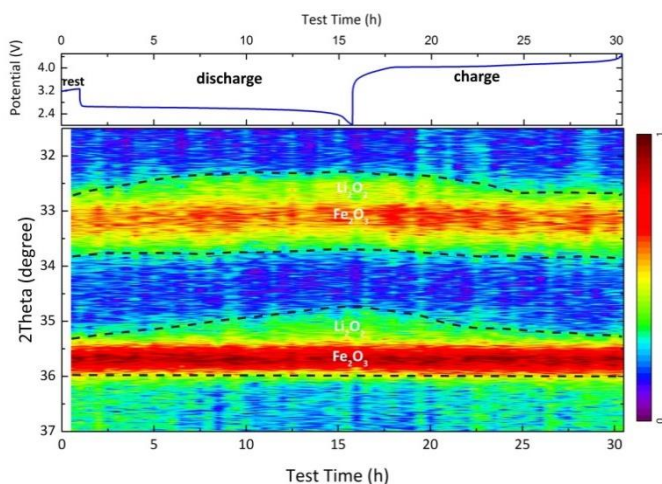 Test Time (h)
0 5 10 15 20 25 30
Potential (V)
4.0
3.2
2.4
rest
discharge
charge
2Theta (degree)
32
33
34
35
36
37
Li₂O₂
Fe₂O₃
Li₂O₂
Fe₂O₃
1
0
0 5 10 15 20 25 30
Test Time (h)